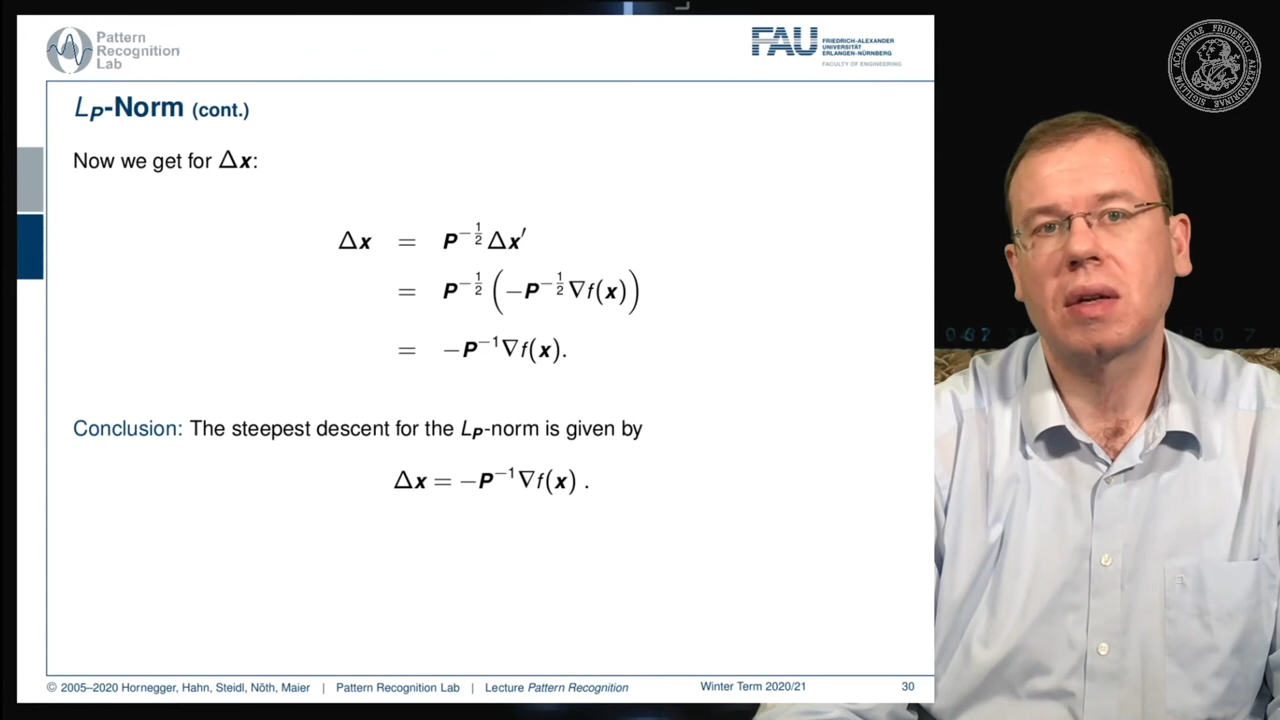 Pattern
Recognition
Lab
FAU
FRIEDRICH-ALEXANDER
UNIVERSITÄT
ERLANGEN-NÜRNBERG
FACULTY OF ENGINEERING
L_P-Norm (cont.)
Now we get for Δx:
Δx = P^{-1/2} Δx′
= P^{-1/2} (−P^{-1/2} ∇f(x))
= −P^{−1}∇f(x).
Conclusion: The steepest descent for the L_P-norm is given by
Δx = −P^{−1}∇f(x) .
© 2005–2020 Hornegger, Hahn, Steidl, Nöth, Maier | Pattern Recognition Lab | Lecture Pattern Recognition Winter Term 2020/21 30